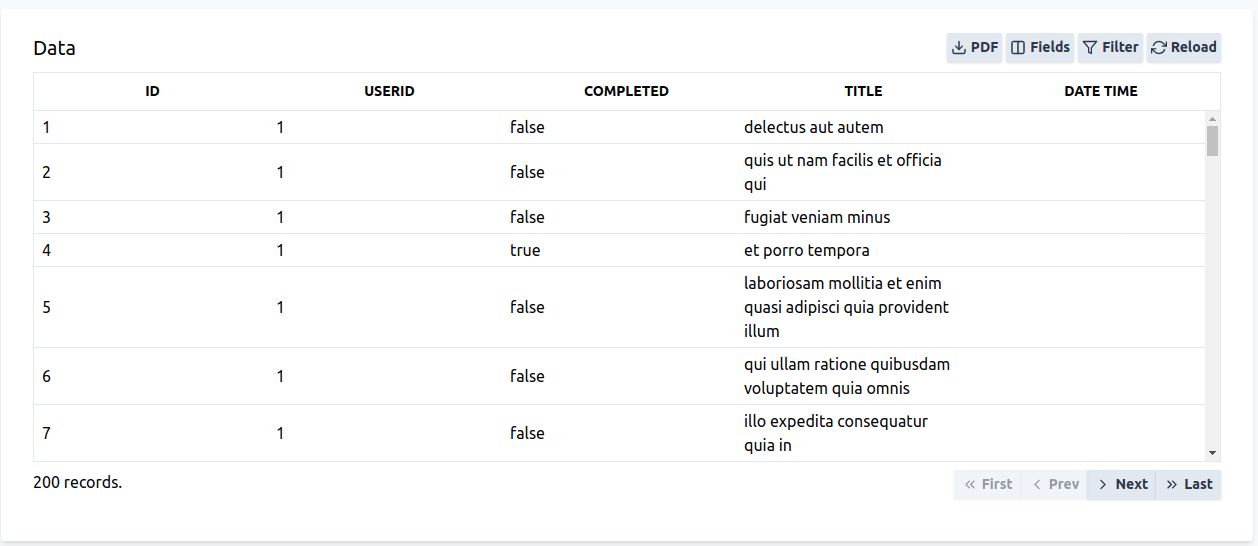 Data PDF Fields Filter Reload
ID USERID COMPLETED TITLE DATE TIME
1 1 false delectus aut autem
2 1 false quis ut nam facilis et officia
qui
3 1 false fugiat veniam minus
4 1 true et porro tempora
5 1 false laboriosam mollitia et enim
quasi adipisci quia provident
illum
6 1 false qui ullam ratione quibusdam
voluptatem quia omnis
7 1 false illo expedita consequatur
quia in
200 records. First Prev Next Last